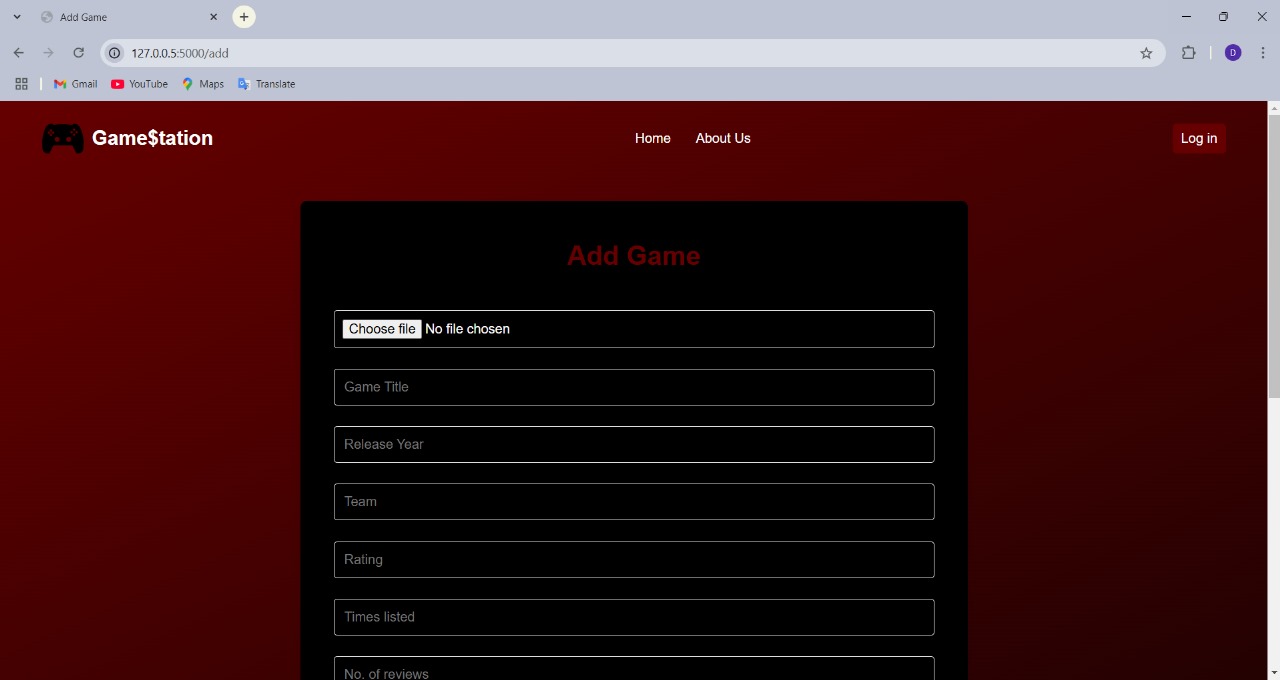 Add Game
127.0.0.5:5000/add
D
Gmail YouTube Maps Translate
Game$tation Home About Us Log in
Add Game
Choose file No file chosen
Game Title
Release Year
Team
Rating
Times listed
No. of reviews